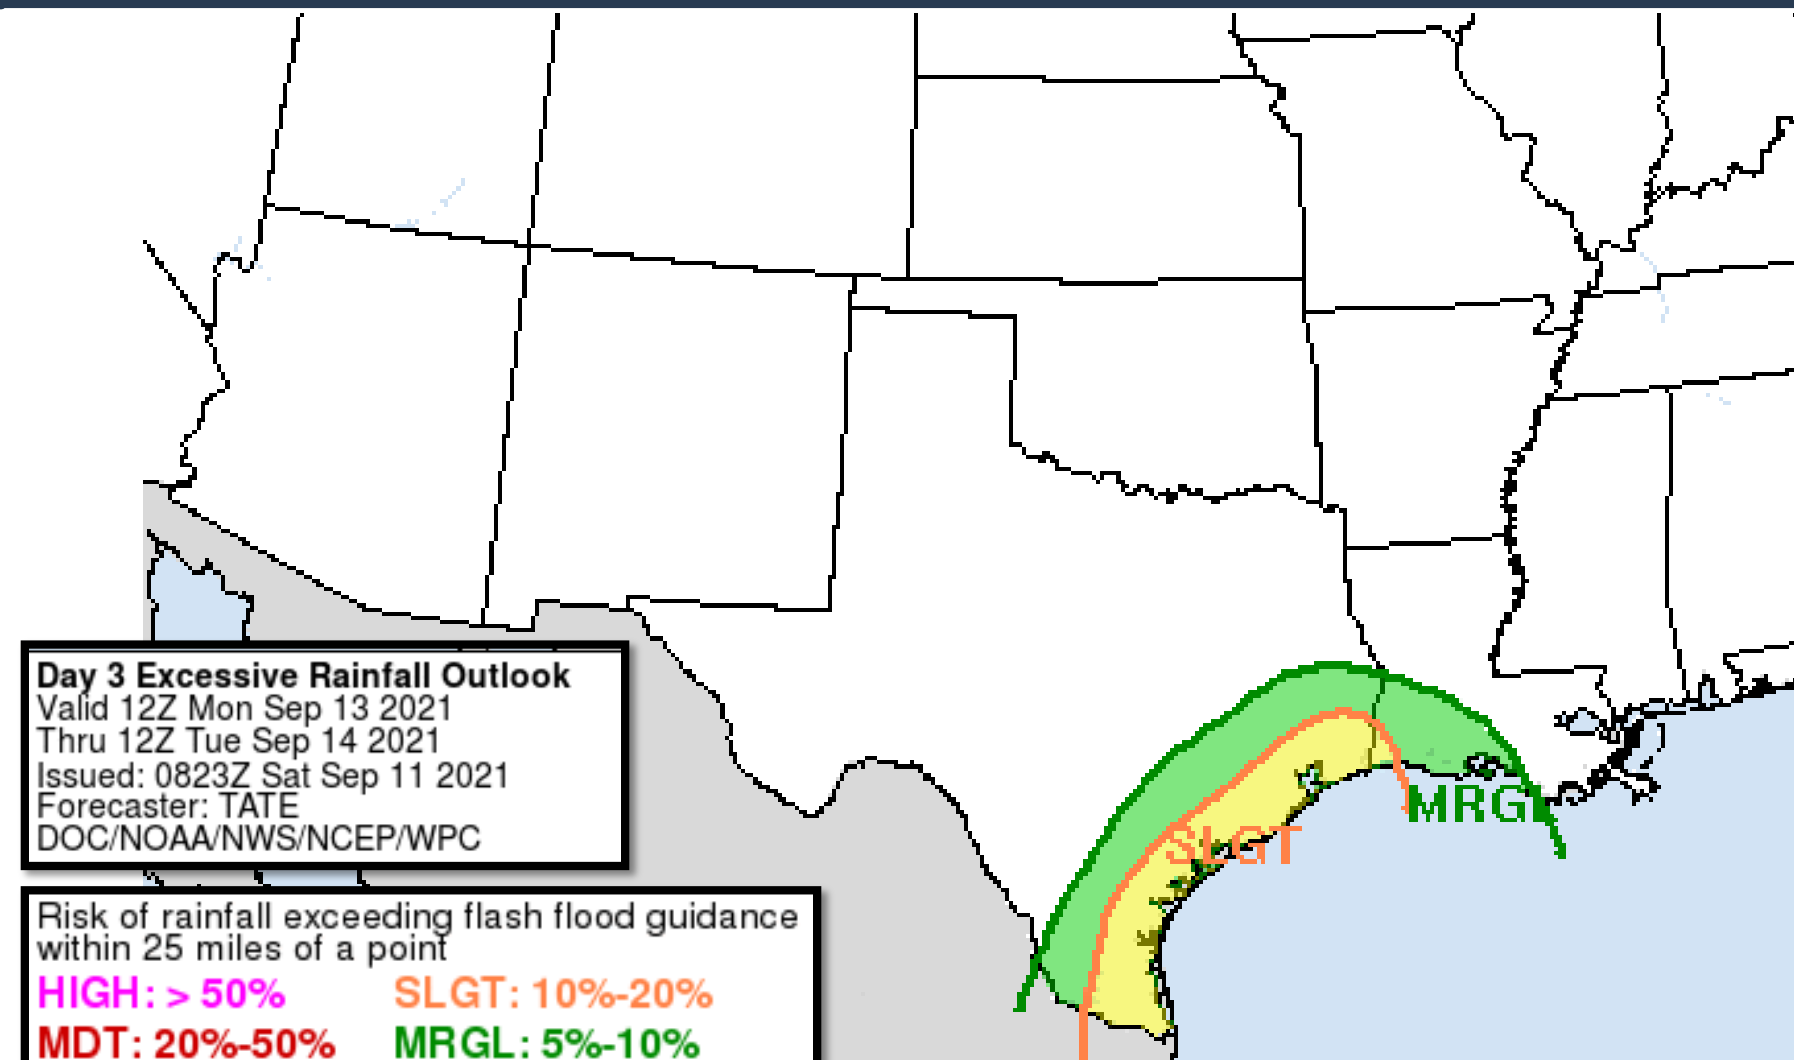 Day 3 Excessive Rainfall Outlook
Valid 12Z Mon Sep 13 2021
Thru 12Z Tue Sep 14 2021
Issued: 0823Z Sat Sep 11 2021
Forecaster: TATE
DOC/NOAA/NWS/NCEP/WPC
MRGL
SLGT
Risk of rainfall exceeding flash flood guidance
within 25 miles of a point
HIGH: > 50% SLGT: 10%-20%
MDT: 20%-50% MRGL: 5%-10%